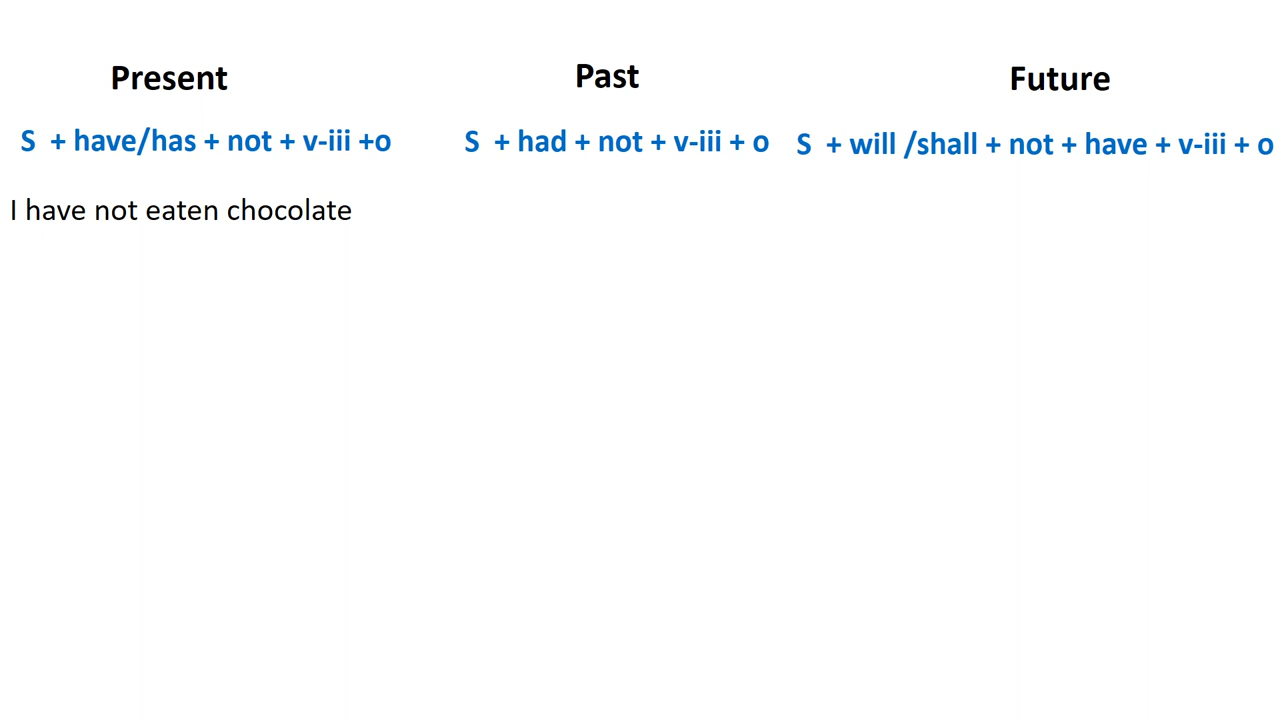 Present
Past
Future
S + have/has + not + v-iii +o
S + had + not + v-iii + o
S + will /shall + not + have + v-iii + o
I have not eaten chocolate